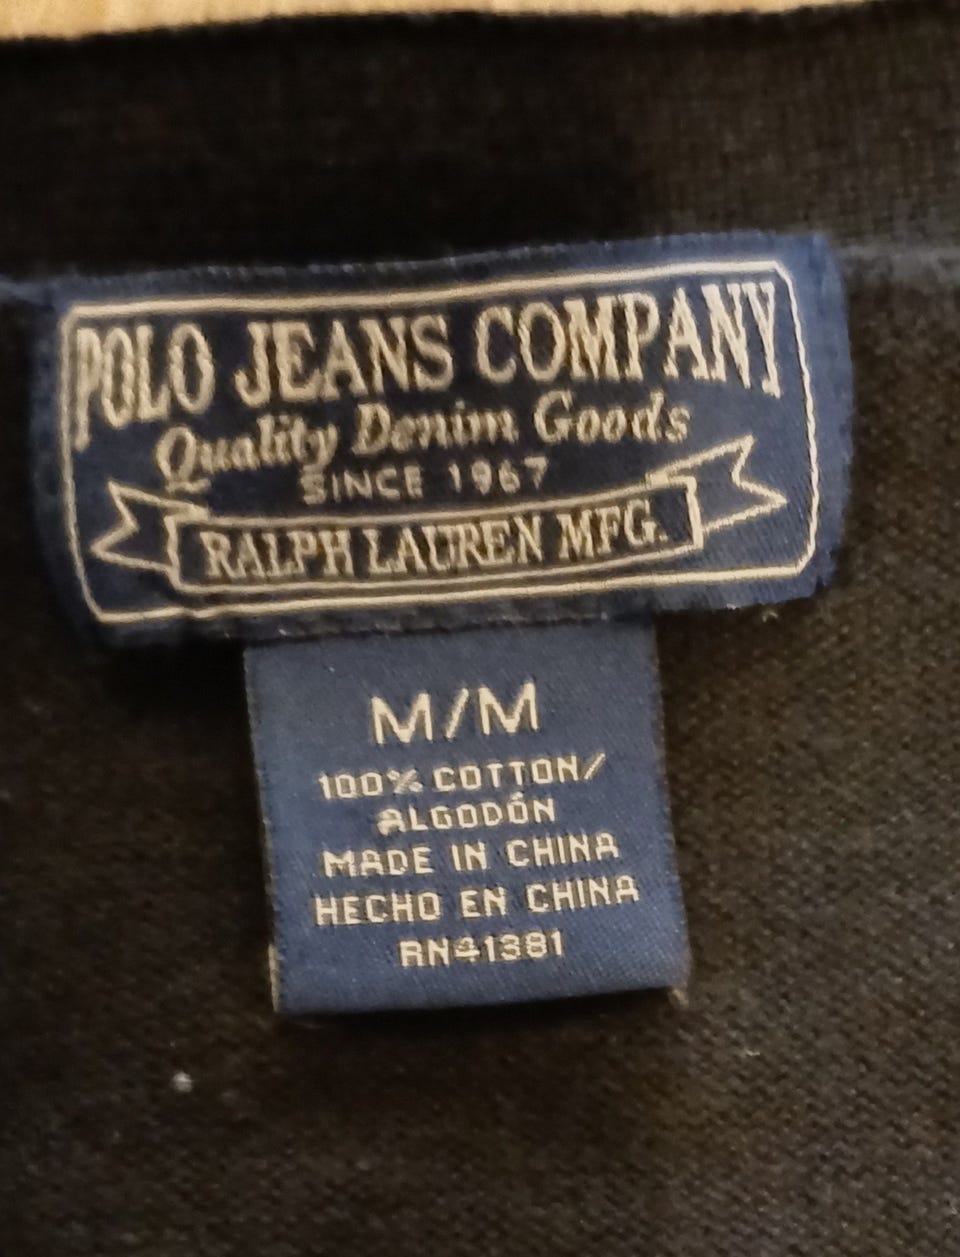 POLO JEANS COMPANY
Quality Denim Goods
SINCE 1967
RALPH LAUREN MFG.
M/M
100% COTTON/
ALGODÓN
MADE IN CHINA
HECHO EN CHINA
RN41381